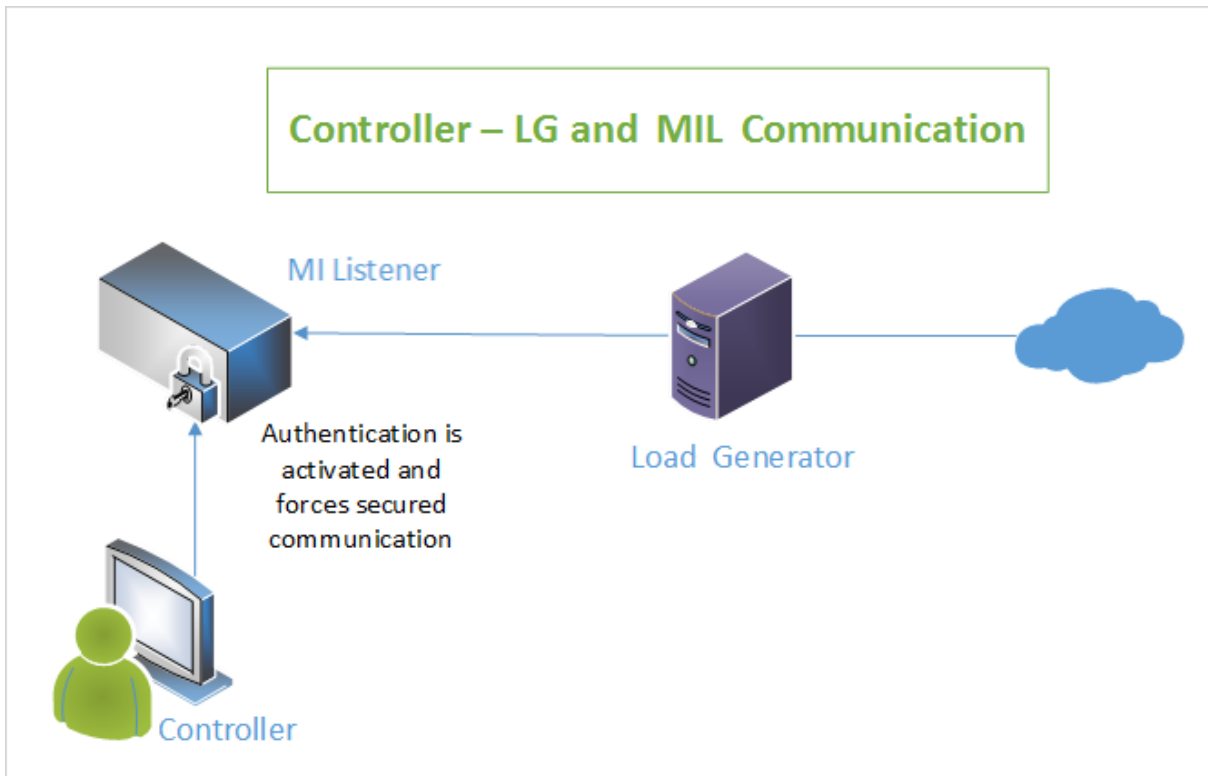 Controller – LG and MIL Communication
MI Listener
Authentication is
activated and
forces secured
communication
Load Generator
Controller